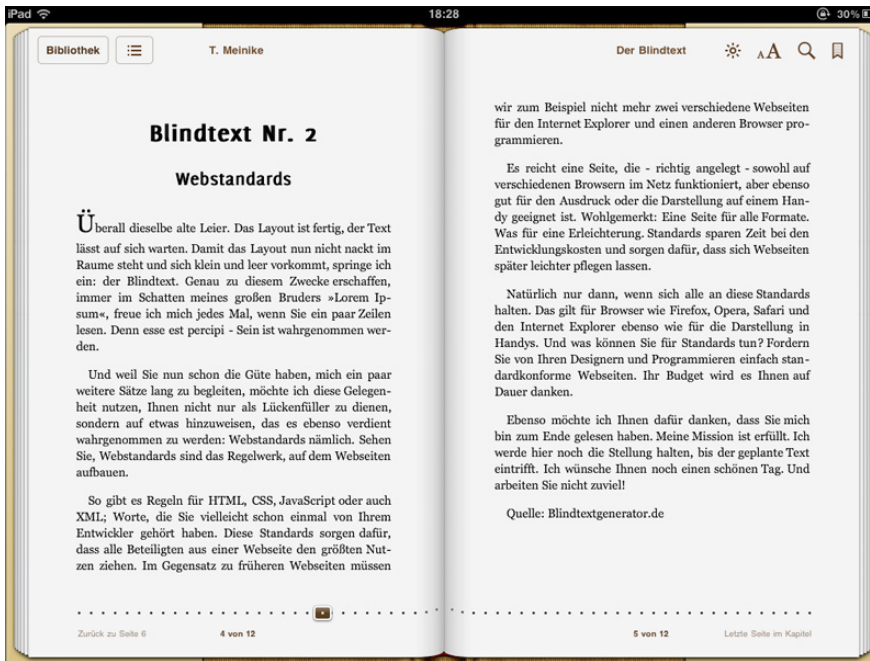 iPad 18:28 30%
Bibliothek T. Meinike Der Blindtext AA
Blindtext Nr. 2
Webstandards
Überall dieselbe alte Leier. Das Layout ist fertig, der Text
lässt auf sich warten. Damit das Layout nun nicht nackt im
Raume steht und sich klein und leer vorkommt, springe ich
ein: der Blindtext. Genau zu diesem Zwecke erschaffen,
immer im Schatten meines großen Bruders »Lorem Ip-
sum«, freue ich mich jedes Mal, wenn Sie ein paar Zeilen
lesen. Denn esse est percipi - Sein ist wahrgenommen wer-
den.
Und weil Sie nun schon die Güte haben, mich ein paar
weitere Sätze lang zu begleiten, möchte ich diese Gelegen-
heit nutzen, Ihnen nicht nur als Lückenfüller zu dienen,
sondern auf etwas hinzuweisen, das es ebenso verdient
wahrgenommen zu werden: Webstandards nämlich. Sehen
Sie, Webstandards sind das Regelwerk, auf dem Webseiten
aufbauen.
So gibt es Regeln für HTML, CSS, JavaScript oder auch
XML; Worte, die Sie vielleicht schon einmal von Ihrem
Entwickler gehört haben. Diese Standards sorgen dafür,
dass alle Beteiligten aus einer Webseite den größten Nut-
zen ziehen. Im Gegensatz zu früheren Webseiten müssen
Zurück zu Seite 6 4 von 12
wir zum Beispiel nicht mehr zwei verschiedene Webseiten
für den Internet Explorer und einen anderen Browser pro-
grammieren.
Es reicht eine Seite, die - richtig angelegt - sowohl auf
verschiedenen Browsern im Netz funktioniert, aber ebenso
gut für den Ausdruck oder die Darstellung auf einem Han-
dy geeignet ist. Wohlgemerkt: Eine Seite für alle Formate.
Was für eine Erleichterung. Standards sparen Zeit bei den
Entwicklungskosten und sorgen dafür, dass sich Webseiten
später leichter pflegen lassen.
Natürlich nur dann, wenn sich alle an diese Standards
halten. Das gilt für Browser wie Firefox, Opera, Safari und
den Internet Explorer ebenso wie für die Darstellung in
Handys. Und was können Sie für Standards tun? Fordern
Sie von Ihren Designern und Programmieren einfach stan-
dardkonforme Webseiten. Ihr Budget wird es Ihnen auf
Dauer danken.
Ebenso möchte ich Ihnen dafür danken, dass Sie mich
bin zum Ende gelesen haben. Meine Mission ist erfüllt. Ich
werde hier noch die Stellung halten, bis der geplante Text
eintrifft. Ich wünsche Ihnen noch einen schönen Tag. Und
arbeiten Sie nicht zuviel!
Quelle: Blindtextgenerator.de
5 von 12 Letzte Seite im Kapitel